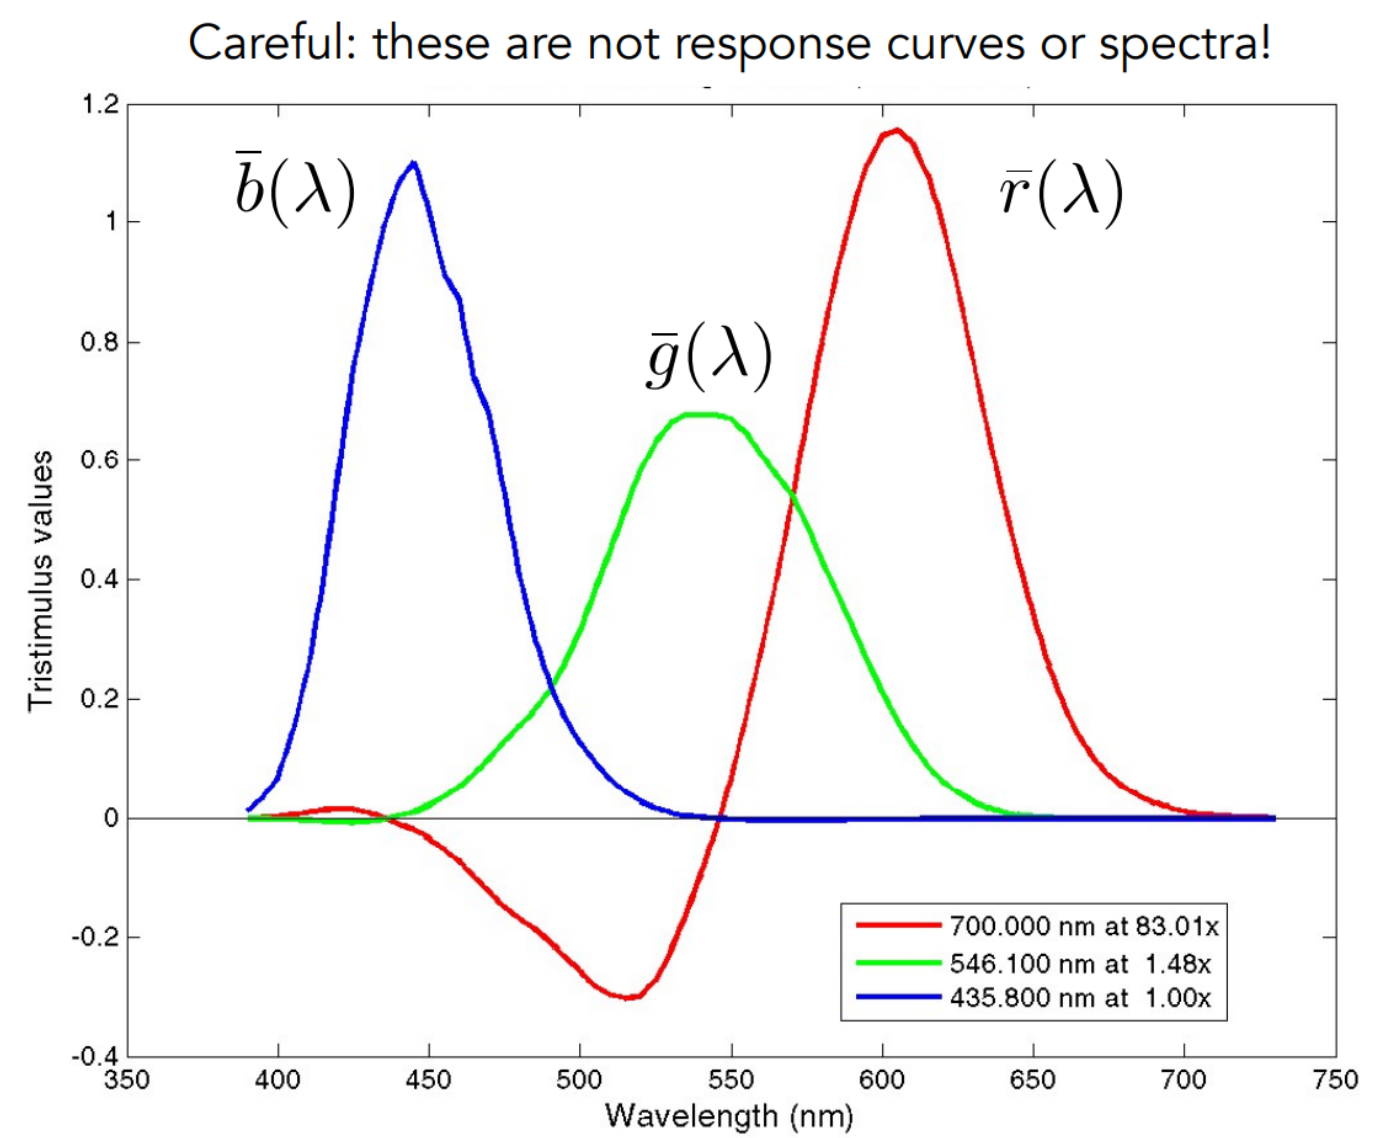 Careful: these are not response curves or spectra!
1.2
1
0.8
0.6
0.4
0.2
0
-0.2
-0.4
Tristimulus values
b̅(λ)
g̅(λ)
r̅(λ)
700.000 nm at 83.01x
546.100 nm at 1.48x
435.800 nm at 1.00x
350 400 450 500 550 600 650 700 750
Wavelength (nm)